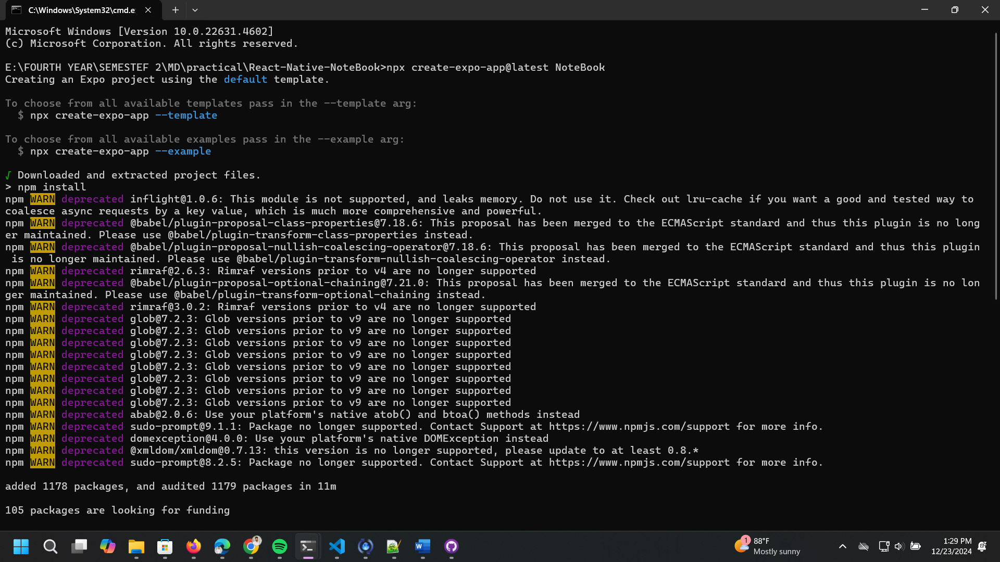 C:\Windows\System32\cmd.e
Microsoft Windows [Version 10.0.22631.4602]
(c) Microsoft Corporation. All rights reserved.
E:\FOURTH YEAR\SEMESTEF 2\MD\practical\React-Native-NoteBook>npx create-expo-app@latest NoteBook
Creating an Expo project using the default template.
To choose from all available templates pass in the --template arg:
$ npx create-expo-app --template
To choose from all available examples pass in the --example arg:
$ npx create-expo-app --example
√ Downloaded and extracted project files.
> npm install
npm WARN deprecated inflight@1.0.6: This module is not supported, and leaks memory. Do not use it. Check out lru-cache if you want a good and tested way to
coalesce async requests by a key value, which is much more comprehensive and powerful.
npm WARN deprecated @babel/plugin-proposal-class-properties@7.18.6: This proposal has been merged to the ECMAScript standard and thus this plugin is no long
er maintained. Please use @babel/plugin-transform-class-properties instead.
npm WARN deprecated @babel/plugin-proposal-nullish-coalescing-operator@7.18.6: This proposal has been merged to the ECMAScript standard and thus this plugin
is no longer maintained. Please use @babel/plugin-transform-nullish-coalescing-operator instead.
npm WARN deprecated rimraf@2.6.3: Rimraf versions prior to v4 are no longer supported
npm WARN deprecated @babel/plugin-proposal-optional-chaining@7.21.0: This proposal has been merged to the ECMAScript standard and thus this plugin is no lon
ger maintained. Please use @babel/plugin-transform-optional-chaining instead.
npm WARN deprecated rimraf@3.0.2: Rimraf versions prior to v4 are no longer supported
npm WARN deprecated glob@7.2.3: Glob versions prior to v9 are no longer supported
npm WARN deprecated glob@7.2.3: Glob versions prior to v9 are no longer supported
npm WARN deprecated glob@7.2.3: Glob versions prior to v9 are no longer supported
npm WARN deprecated glob@7.2.3: Glob versions prior to v9 are no longer supported
npm WARN deprecated glob@7.2.3: Glob versions prior to v9 are no longer supported
npm WARN deprecated glob@7.2.3: Glob versions prior to v9 are no longer supported
npm WARN deprecated glob@7.2.3: Glob versions prior to v9 are no longer supported
npm WARN deprecated glob@7.2.3: Glob versions prior to v9 are no longer supported
npm WARN deprecated abab@2.0.6: Use your platform's native atob() and btoa() methods instead
npm WARN deprecated sudo-prompt@9.1.1: Package no longer supported. Contact Support at https://www.npmjs.com/support for more info.
npm WARN deprecated domexception@4.0.0: Use your platform's native DOMException instead
npm WARN deprecated @xmldom/xmldom@0.7.13: this version is no longer supported, please update to at least 0.8.*
npm WARN deprecated sudo-prompt@8.2.5: Package no longer supported. Contact Support at https://www.npmjs.com/support for more info.
added 1178 packages, and audited 1179 packages in 11m
105 packages are looking for funding
1
88°F
Mostly sunny
1:29 PM
12/23/2024